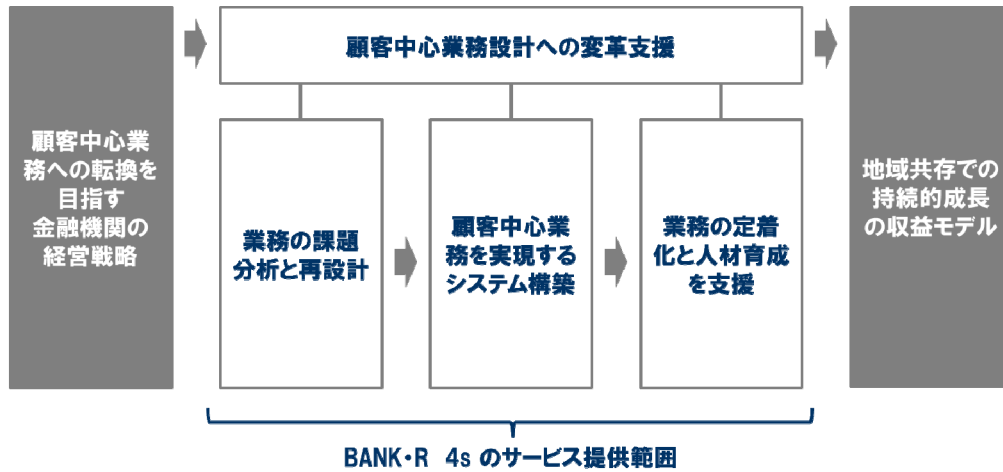 顧客中心業務設計への変革支援
顧客中心業
務への転換を
目指す
金融機関の
経営戦略
業務の課題
分析と再設計
顧客中心業
務を実現する
システム構築
業務の定着
化と人材育成
を支援
地域共存での
持続的成長
の収益モデル
BANK・R 4s のサービス提供範囲